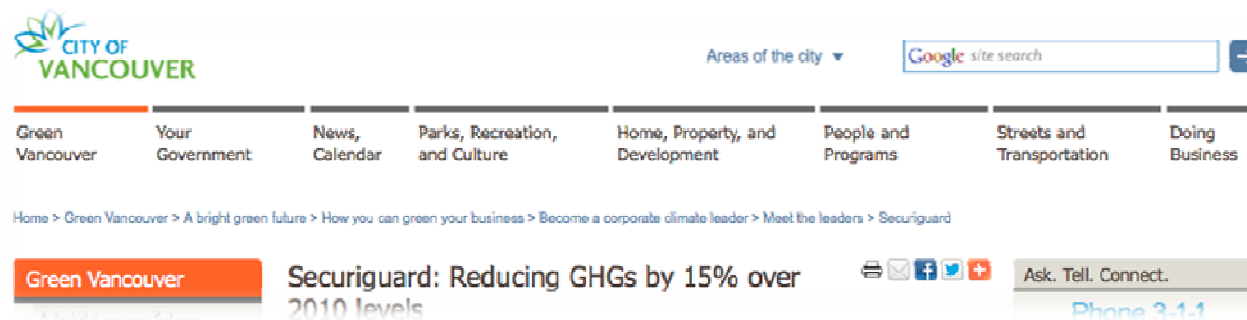 CITY OF
VANCOUVER
Areas of the city
Google site search
Green Vancouver
Your Government
News, Calendar
Parks, Recreation, and Culture
Home, Property, and Development
People and Programs
Streets and Transportation
Doing Business
Home > Green Vancouver > A bright green future > How you can green your business > Become a corporate climate leader > Meet the leaders > Securiguard
Green Vancouver
Securiguard: Reducing GHGs by 15% over
2010 levels
Ask. Tell. Connect.
Phone 3-1-1